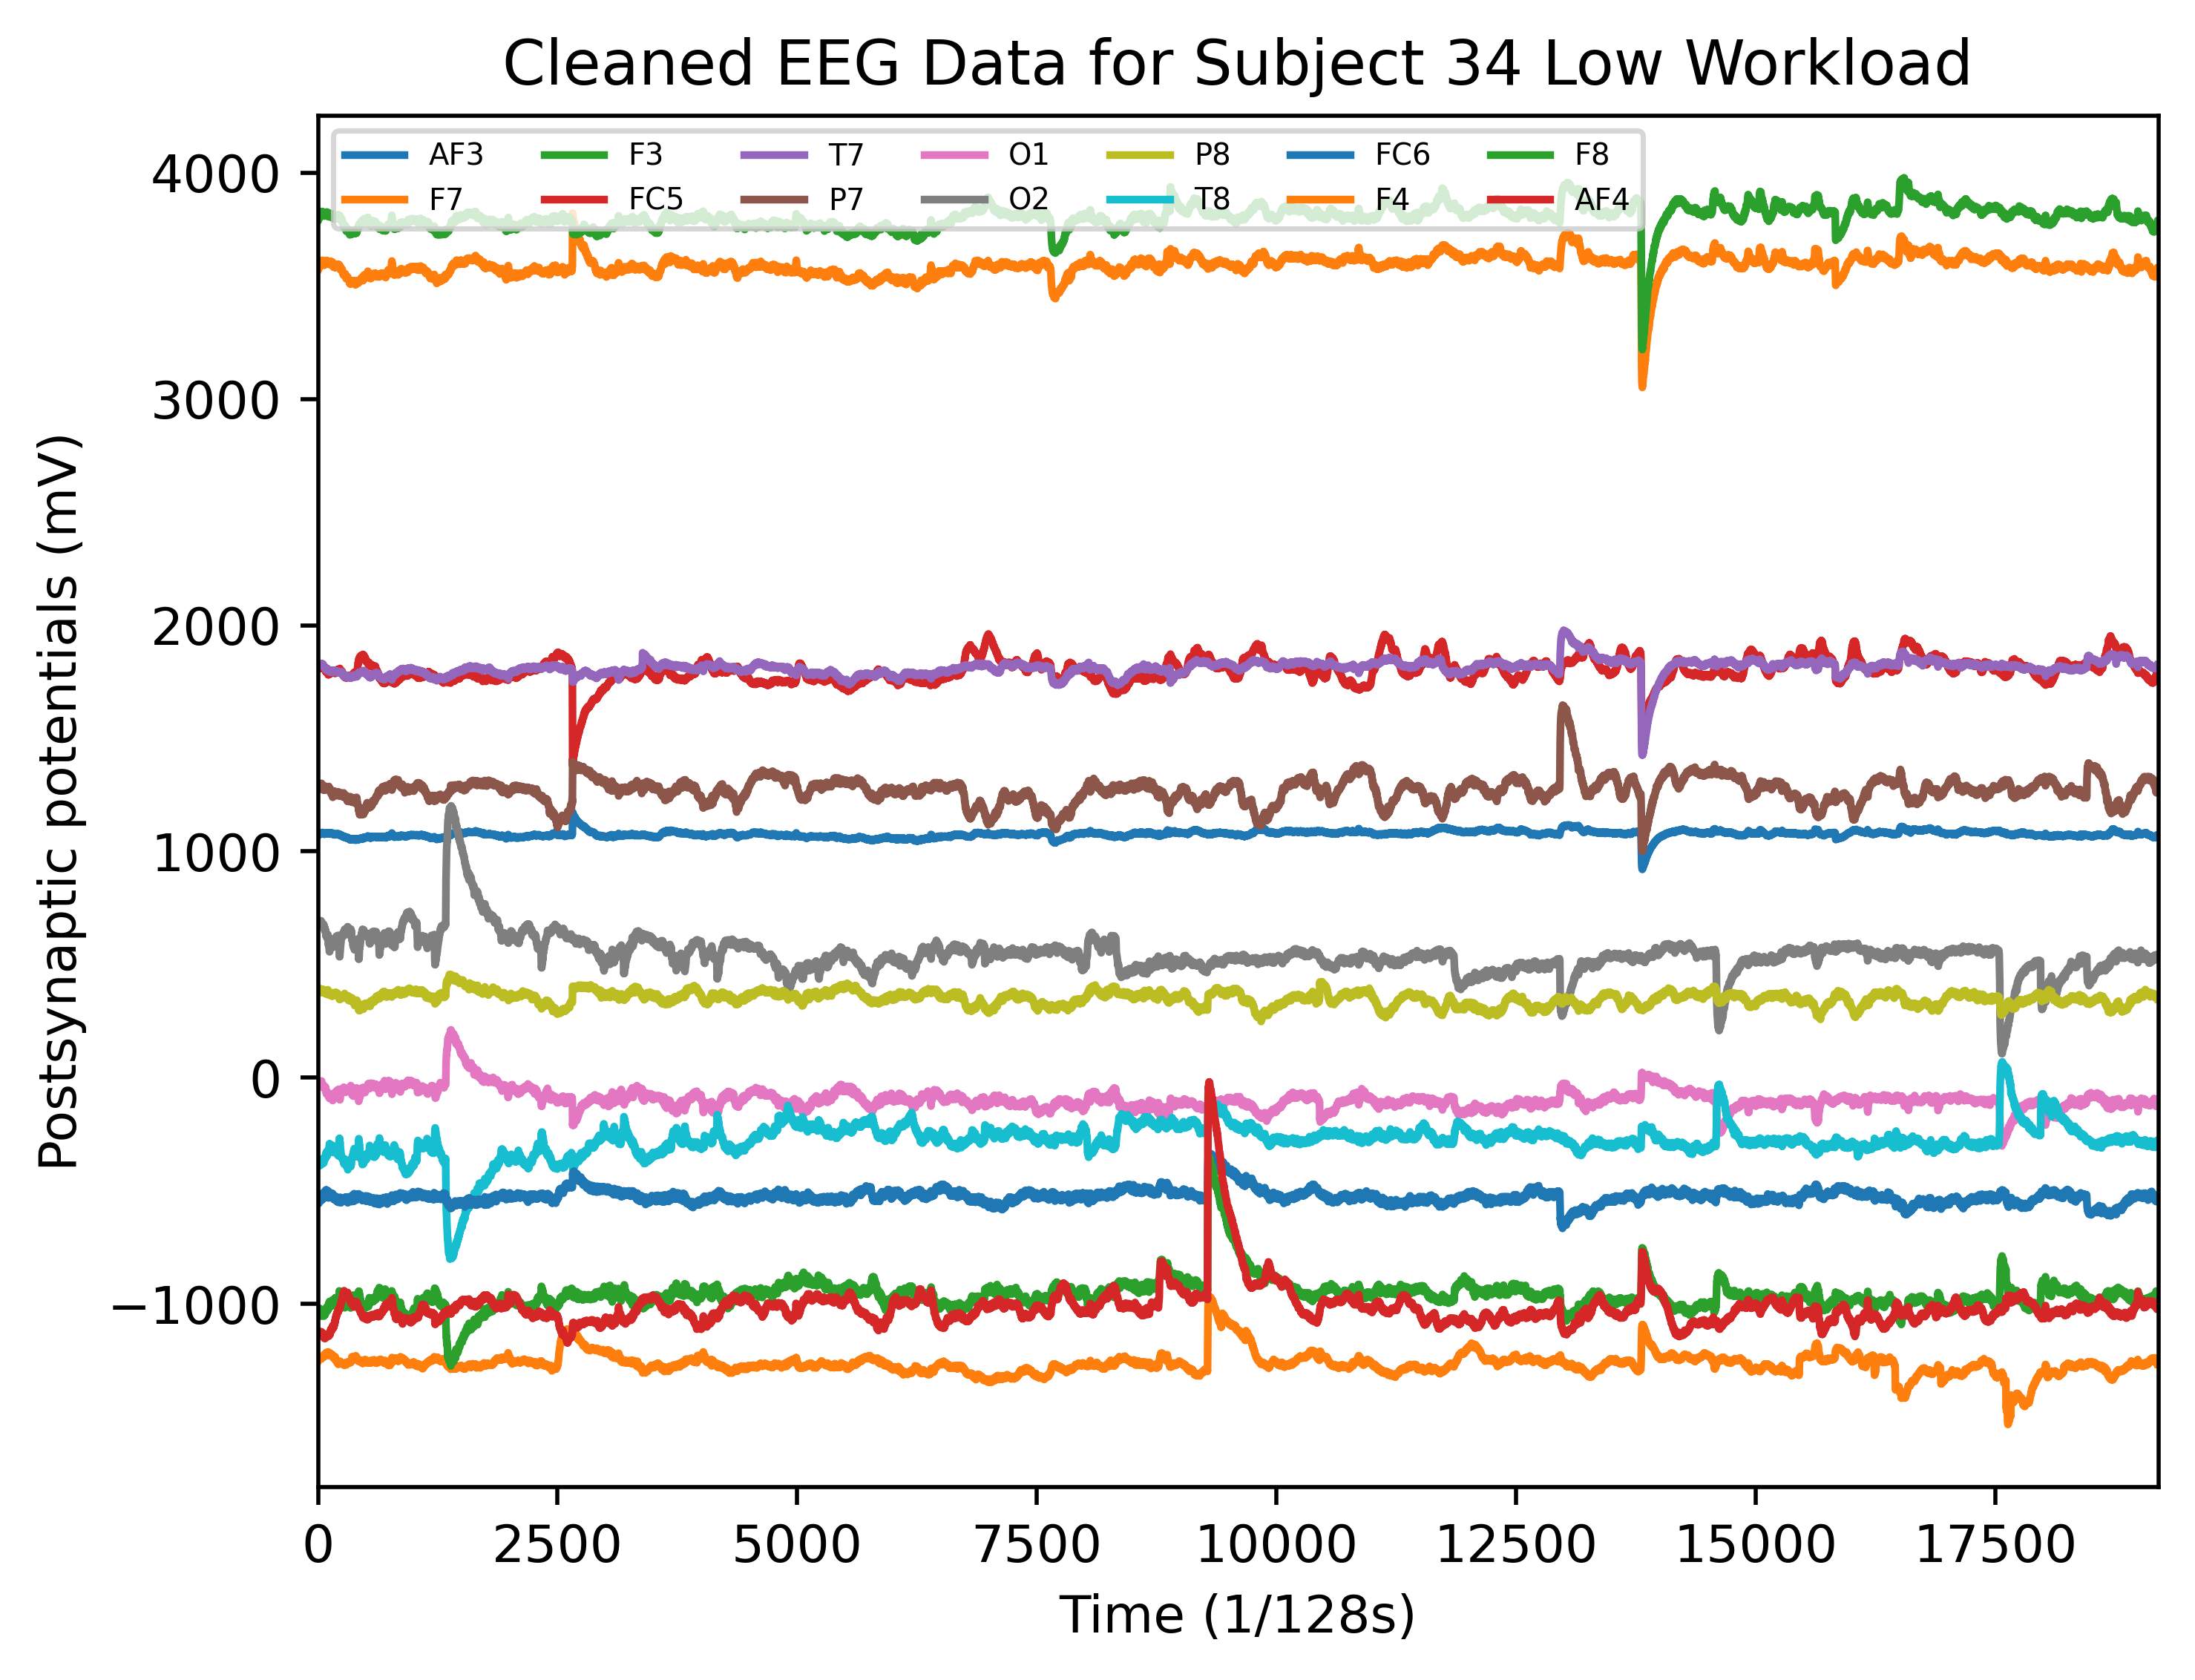 Cleaned EEG Data for Subject 34 Low Workload
AF3 F3 T7 O1 P8 FC6 F8
F7 FC5 P7 O2 T8 F4 AF4
4000
3000
2000
1000
0
−1000
Postsynaptic potentials (mV)
0 2500 5000 7500 10000 12500 15000 17500
Time (1/128s)